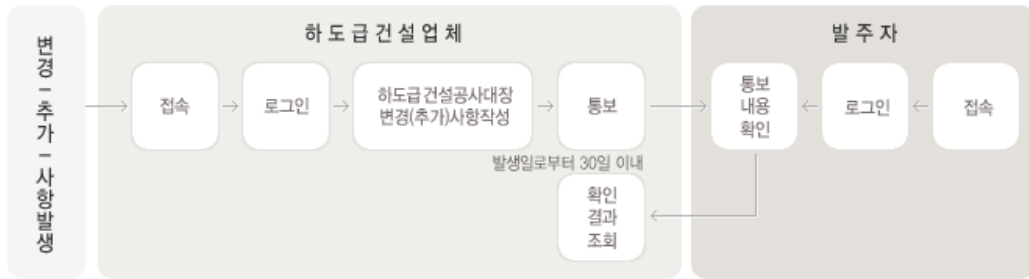 변경-추가-사항발생
하도급건설업체
접속
로그인
하도급건설공사대장
변경(추가)사항작성
통보
발생일로부터 30일 이내
확인
결과
조회
발주자
통보
내용
확인
로그인
접속